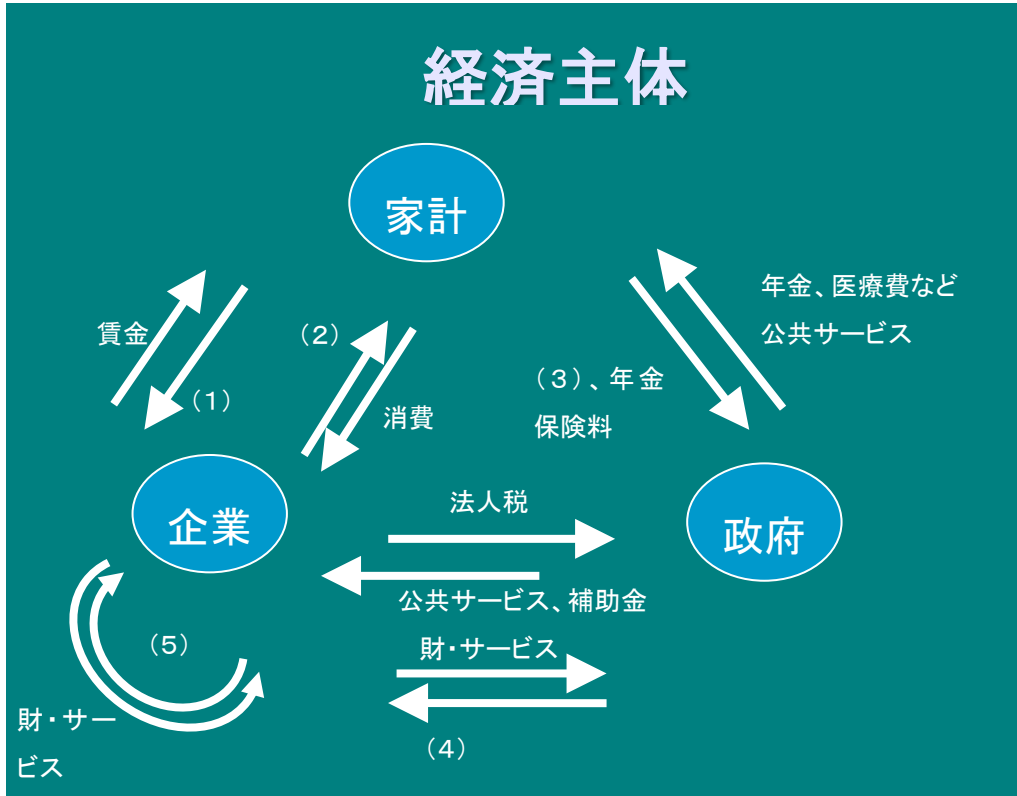 経済主体
家計
年金、医療費など
公共サービス
賃金
（2）
（３）、年金
保険料
（1）
消費
法人税
企業
政府
公共サービス、補助金
財・サービス
（5）
財・サー
ビス
（4）